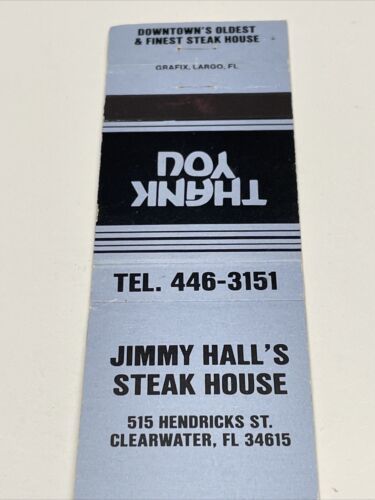 DOWNTOWN'S OLDEST
& FINEST STEAK HOUSE
GRAFIX, LARGO, FL
THANK
YOU
TEL. 446-3151
JIMMY HALL'S
STEAK HOUSE
515 HENDRICKS ST.
CLEARWATER, FL 34615